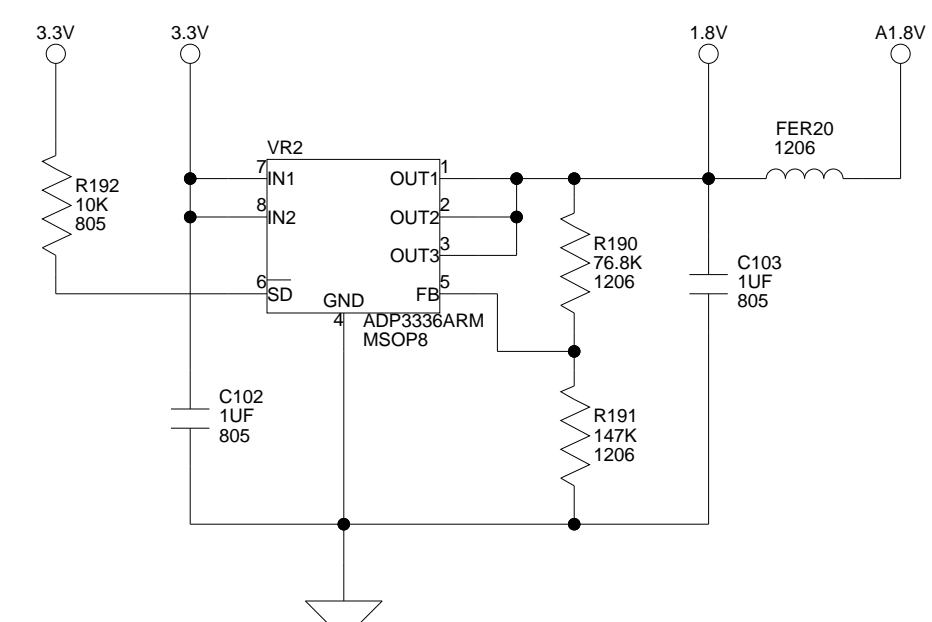 3.3V
3.3V
1.8V
A1.8V
FER20
1206
VR2
7
IN1
8
IN2
6
SD
GND
4
OUT1
1
OUT2
2
OUT3
3
FB
5
ADP3336ARM
MSOP8
R192
10K
805
R190
76.8K
1206
C103
1UF
805
C102
1UF
805
R191
147K
1206